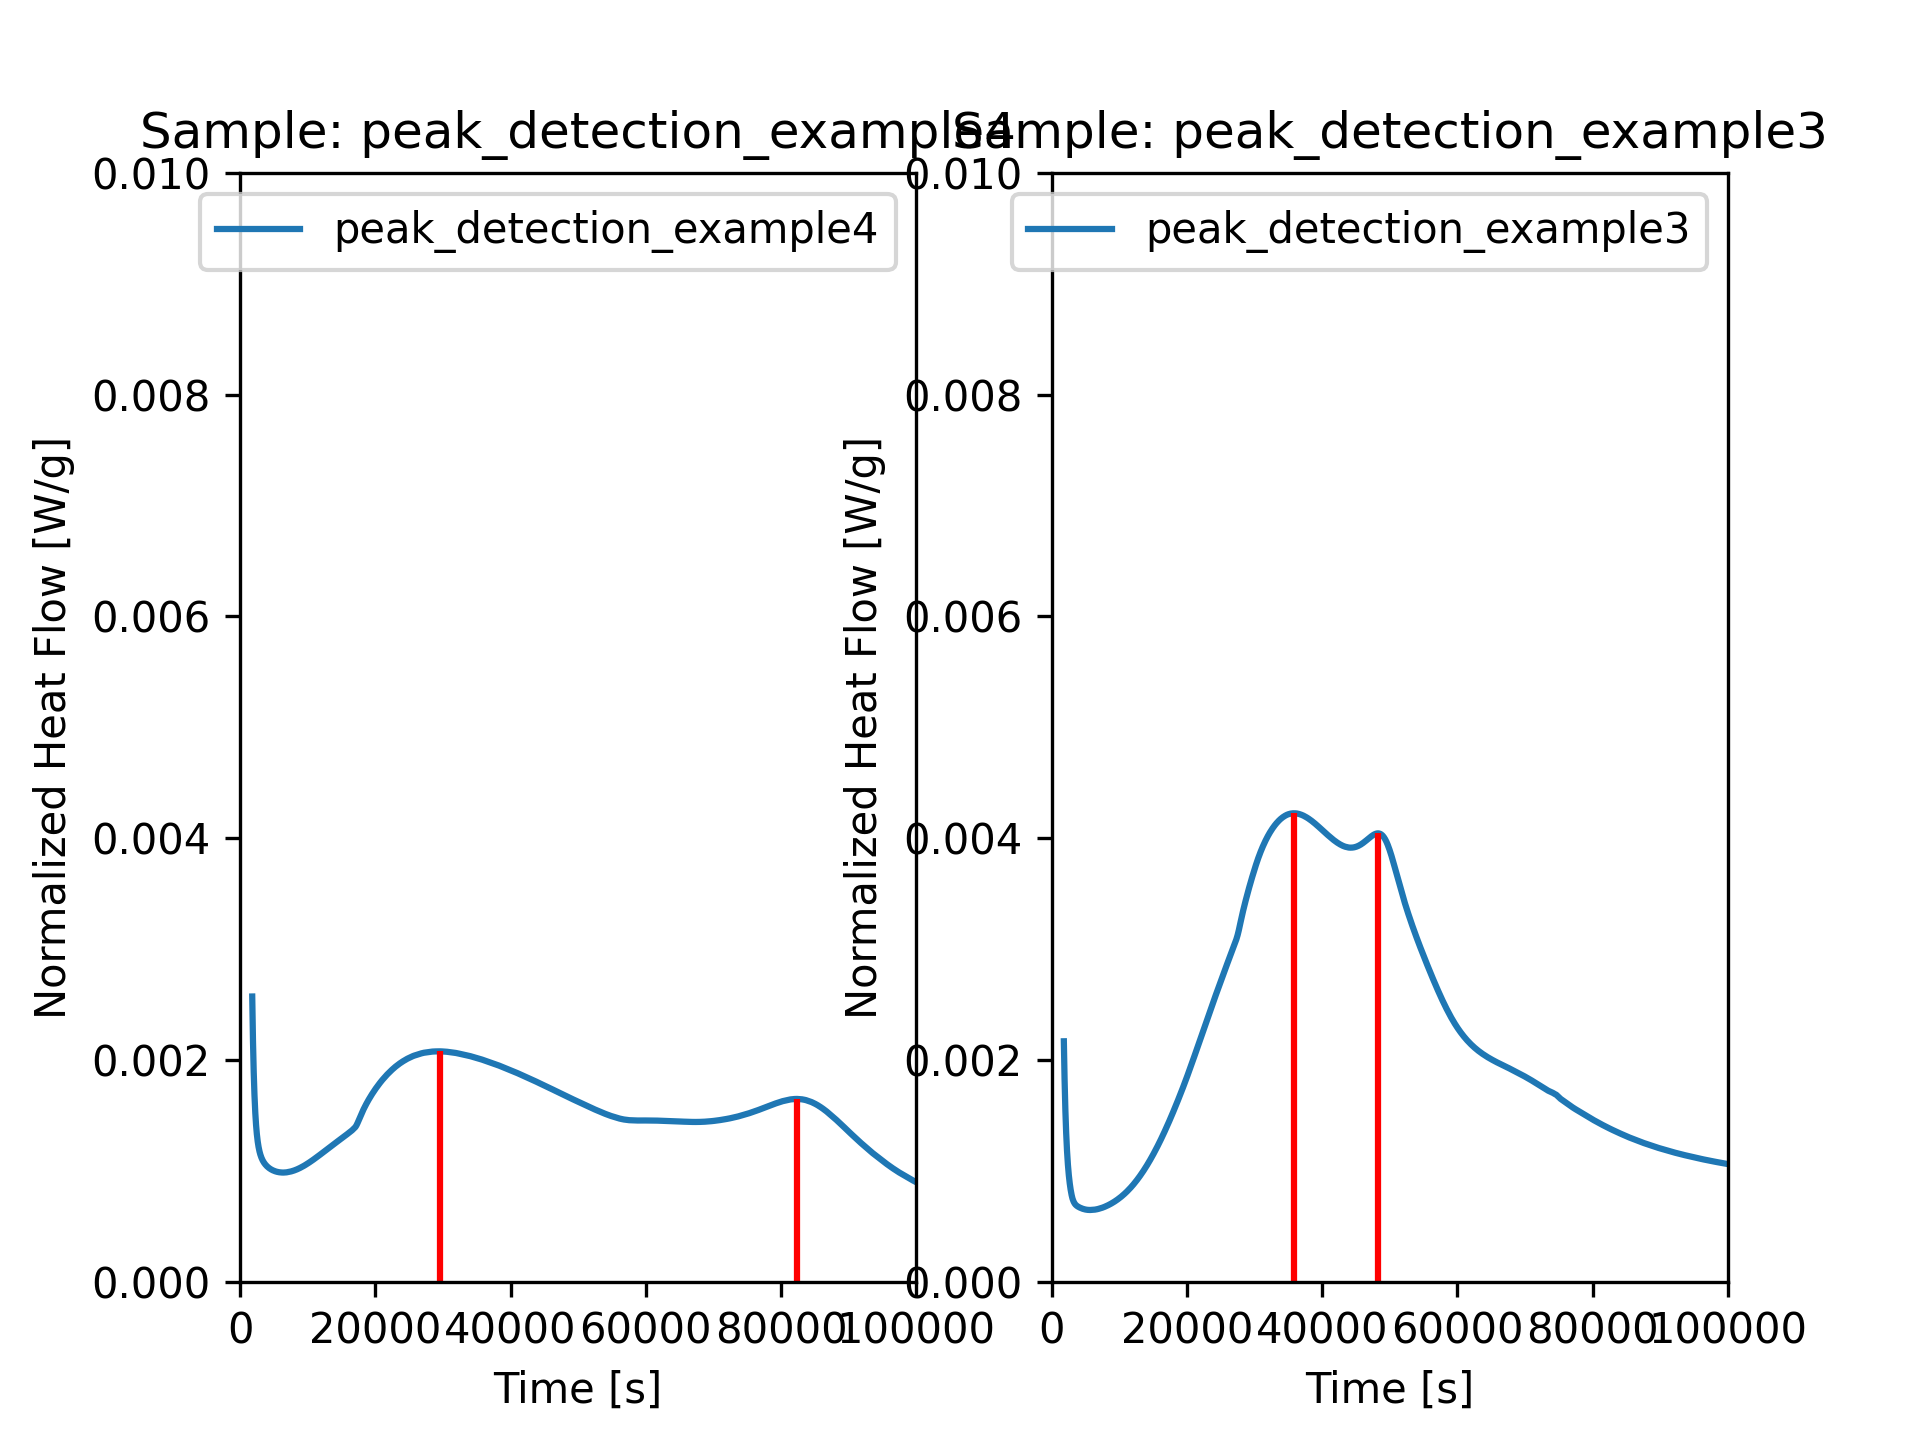 Sample: peak_detection_example4
Sample: peak_detection_example3
peak_detection_example4
peak_detection_example3
0.010
0.008
0.006
0.004
0.002
0.000
Normalized Heat Flow [W/g]
0 20000 40000 60000 80000 100000
Time [s]
0.010
0.008
0.006
0.004
0.002
0.000
Normalized Heat Flow [W/g]
0 20000 40000 60000 80000 100000
Time [s]